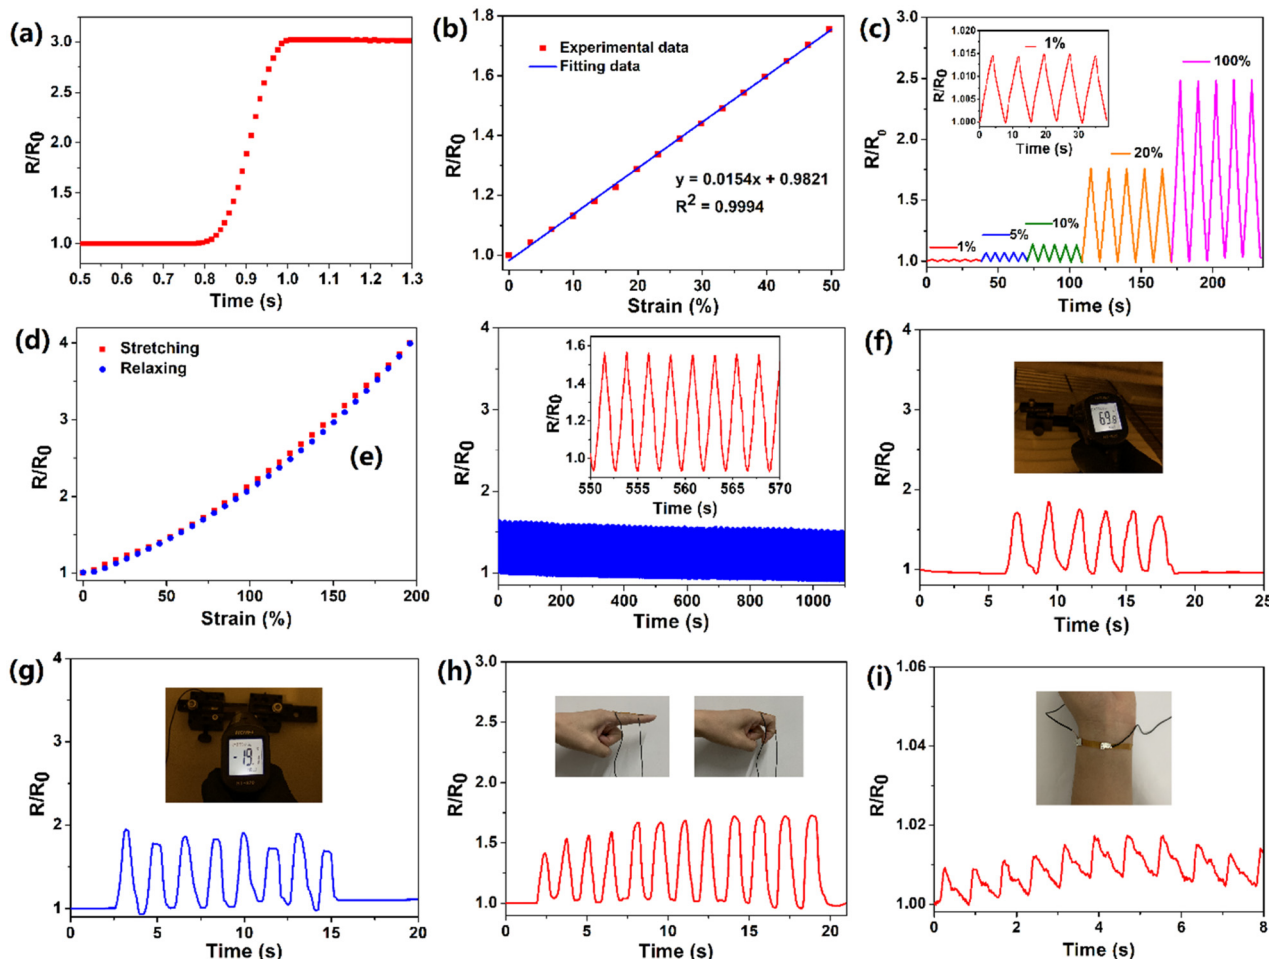 (a)
3.0
2.5
2.0
1.5
1.0
R/R0
0.5 0.6 0.7 0.8 0.9 1.0 1.1 1.2 1.3
Time (s)
(b)
1.8
1.6
1.4
1.2
1.0
R/R0
Experimental data
Fitting data
y = 0.0154x + 0.9821
R2 = 0.9994
0 10 20 30 40 50
Strain (%)
(c)
3.0
2.5
2.0
1.5
1.0
R/R0
1.020
1.015
1.010
1.005
1.000
R/R0
1%
0 10 20 30
Time (s)
1%
5%
10%
20%
100%
0 50 100 150 200
Time (s)
(d)
4
3
2
1
R/R0
Stretching
Relaxing
0 50 100 150 200
Strain (%)
(e)
4
3
2
1
R/R0
1.6
1.4
1.2
1.0
R/R0
550 555 560 565 570
Time (s)
0 200 400 600 800 1000
Time (s)
(f)
4
3
2
1
R/R0
69.9
0 5 10 15 20 25
Time (s)
(g)
4
3
2
1
R/R0
-19
0 5 10 15 20
Time (s)
(h)
3.0
2.5
2.0
1.5
1.0
R/R0
0 5 10 15 20
Time (s)
(i)
1.06
1.04
1.02
1.00
R/R0
0 2 4 6 8
Time (s)